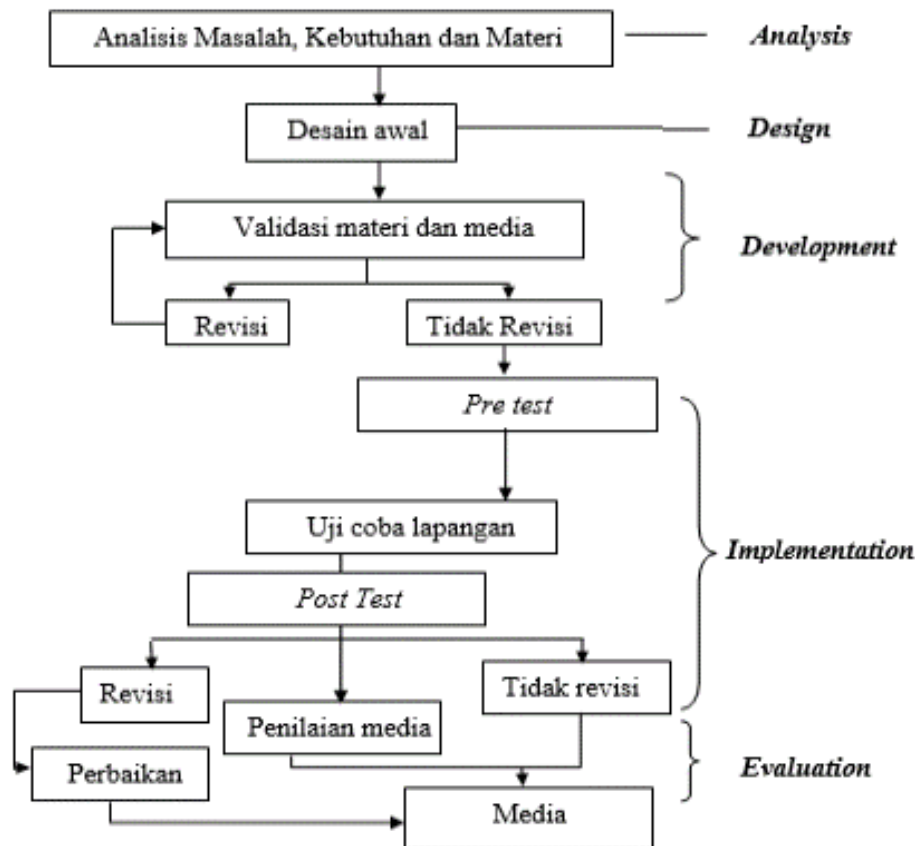 Analisis Masalah, Kebutuhan dan Materi
Analysis
Desain awal
Design
Validasi materi dan media
Development
Revisi
Tidak Revisi
Pre test
Uji coba lapangan
Implementation
Post Test
Revisi
Tidak revisi
Penilaian media
Perbaikan
Evaluation
Media